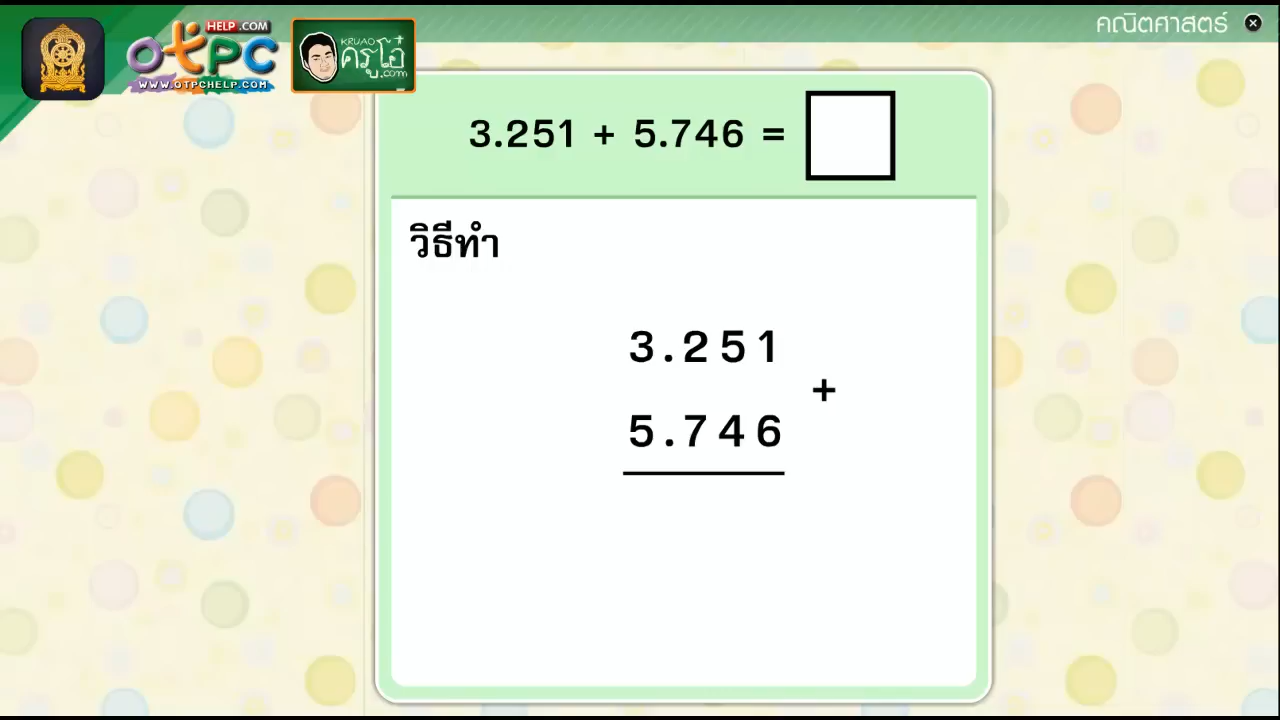 คณิตศาสตร์
HELP.COM
OTPC
WWW.OTPCHELP.COM
KRUAO
ครูโอ๋
.com
3.251 + 5.746 =
วิธีทำ
3.251
+
5.746